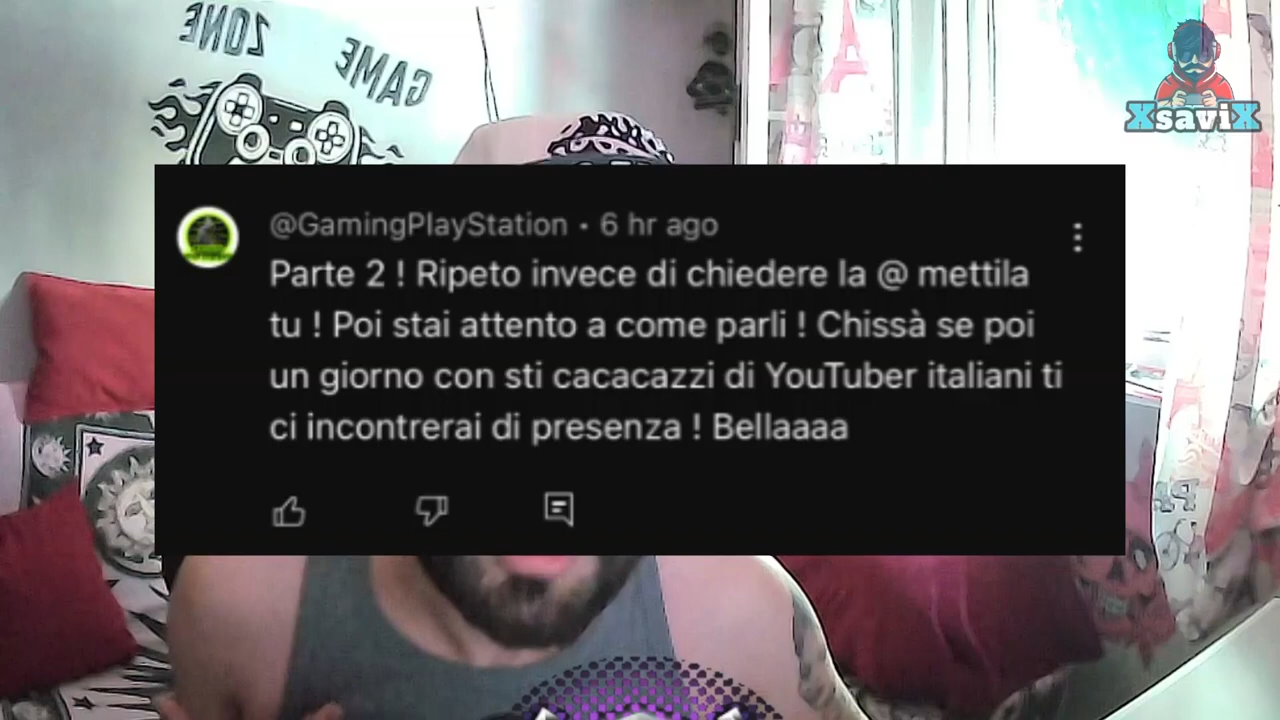 GAME
ZONE
XsaviX
@GamingPlayStation • 6 hr ago
Parte 2 ! Ripeto invece di chiedere la @ mettila
tu ! Poi stai attento a come parli ! Chissà se poi
un giorno con sti cacacazzi di YouTuber italiani ti
ci incontrerai di presenza ! Bellaaaa